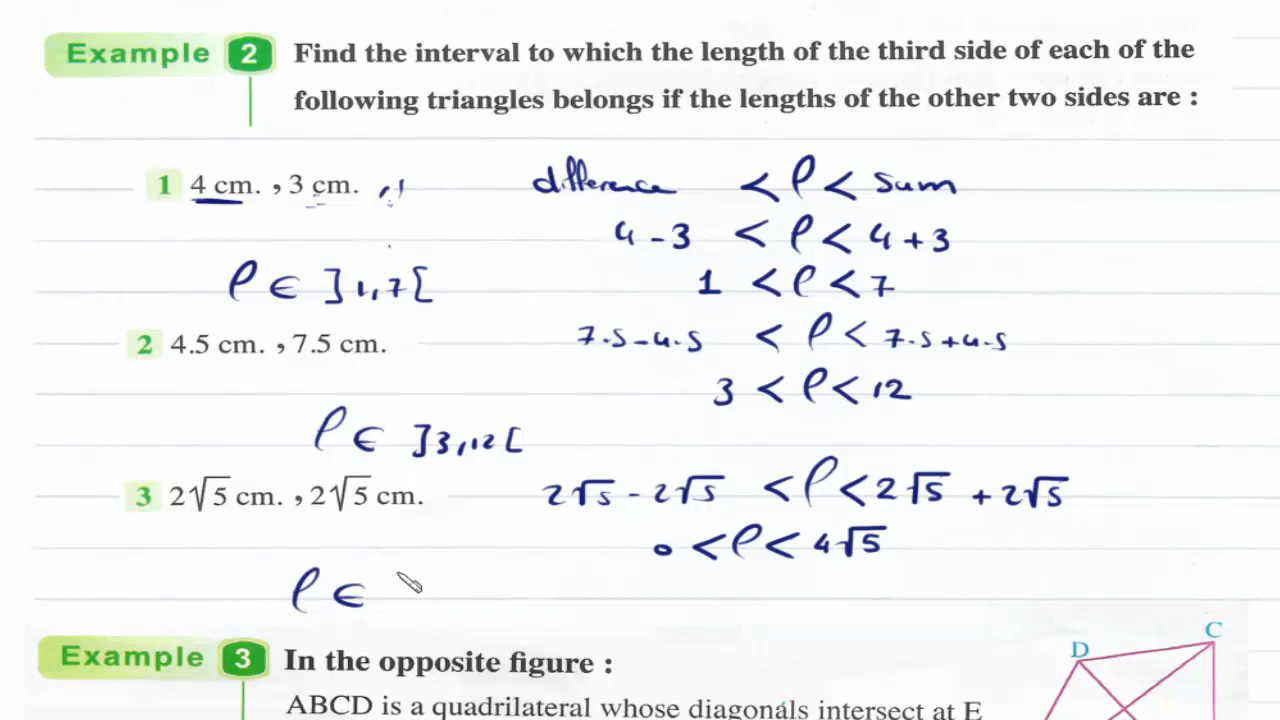 Example 2 Find the interval to which the length of the third side of each of the
following triangles belongs if the lengths of the other two sides are :
1 4 cm. , 3 cm. difference < ℓ < sum
4 - 3 < ℓ < 4 + 3
ℓ ∈ ]1,7[ 1 < ℓ < 7
2 4.5 cm. , 7.5 cm. 7.5-4.5 < ℓ < 7.5+4.5
3 < ℓ < 12
ℓ ∈ ]3,12[
3 2√5 cm. , 2√5 cm. 2√5 - 2√5 < ℓ < 2√5 + 2√5
0 < ℓ < 4√5
ℓ ∈
Example 3 In the opposite figure :
ABCD is a quadrilateral whose diagonals intersect at E
D
C